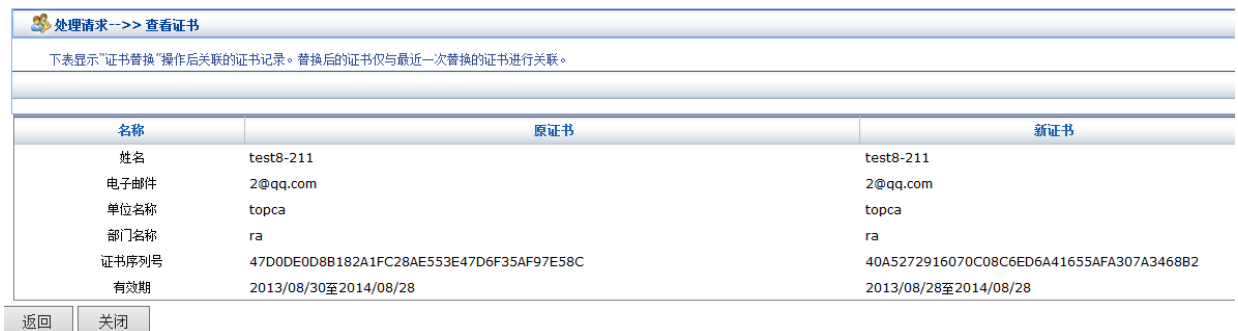 处理请求-->> 查看证书
下表显示"证书替换"操作后关联的证书记录。替换后的证书仅与最近一次替换的证书进行关联。
名称 原证书 新证书
姓名 test8-211 test8-211
电子邮件 2@qq.com 2@qq.com
单位名称 topca topca
部门名称 ra ra
证书序列号 47D0DE0D8B182A1FC28AE553E47D6F35AF97E58C 40A5272916070C08C6ED6A41655AFA307A3468B2
有效期 2013/08/30至2014/08/28 2013/08/28至2014/08/28
返回 关闭